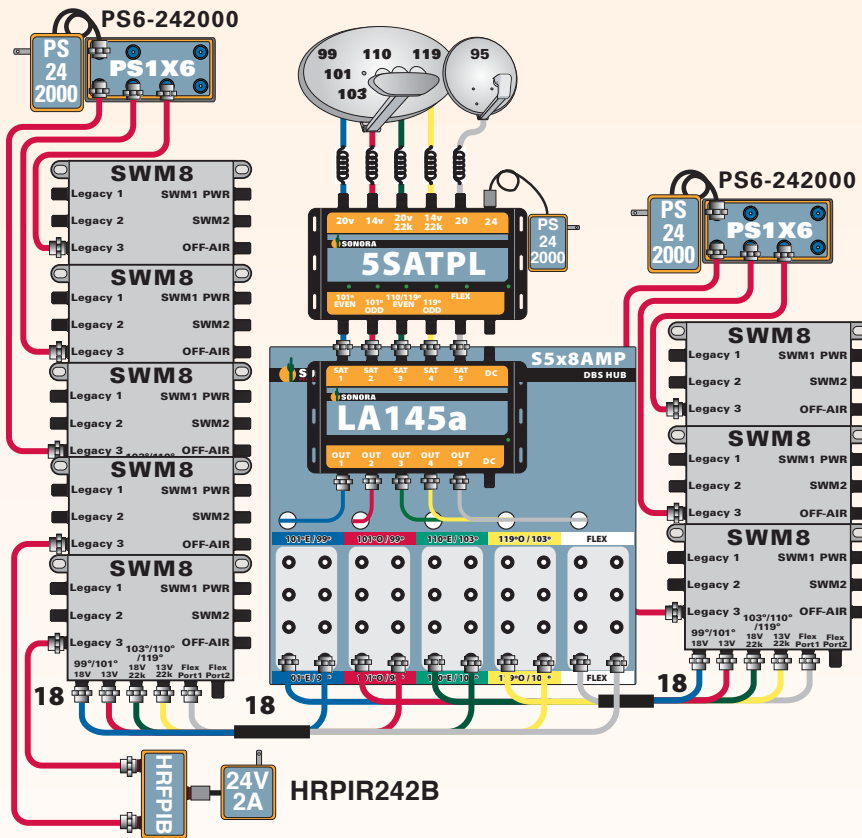 PS6-242000
PS
24
2000
PS1X6
99
110
119
95
101
103
SWM8
Legacy 1
SWM1 PWR
Legacy 2
SWM2
Legacy 3
OFF-AIR
SWM8
Legacy 1
SWM1 PWR
Legacy 2
SWM2
Legacy 3
OFF-AIR
SWM8
Legacy 1
SWM1 PWR
Legacy 2
SWM2
Legacy 3
OFF-AIR
SWM8
Legacy 1
SWM1 PWR
Legacy 2
SWM2
Legacy 3
OFF-AIR
SWM8
Legacy 1
SWM1 PWR
Legacy 2
SWM2
Legacy 3
OFF-AIR
103°/110°
/119°
99°/101°
18V
13V
18V
22k
13V
22k
Flex
Port1
Flex
Port2
18
18
HRFPIB
24V
2A
HRPIR242B
20v
14v
20v
22k
14v
22k
20
24
SONORA
5SATPL
101°
EVEN
101°
ODD
110/119°
EVEN
119°
ODD
FLEX
PS
24
2000
S5x8AMP
DBS HUB
SAT
1
SAT
2
SAT
3
SAT
4
SAT
5
DC
SONORA
LA145a
OUT
1
OUT
2
OUT
3
OUT
4
OUT
5
DC
101°E / 99°
101°O / 99°
110°E / 103°
119°O / 103°
FLEX
FLEX
PS6-242000
PS
24
2000
PS1X6
SWM8
Legacy 1
SWM1 PWR
Legacy 2
SWM2
Legacy 3
OFF-AIR
SWM8
Legacy 1
SWM1 PWR
Legacy 2
SWM2
Legacy 3
OFF-AIR
SWM8
Legacy 1
SWM1 PWR
Legacy 2
SWM2
Legacy 3
OFF-AIR
103°/110°
/119°
99°/101°
18V
13V
18V
22k
13V
22k
Flex
Port1
Flex
Port2
18